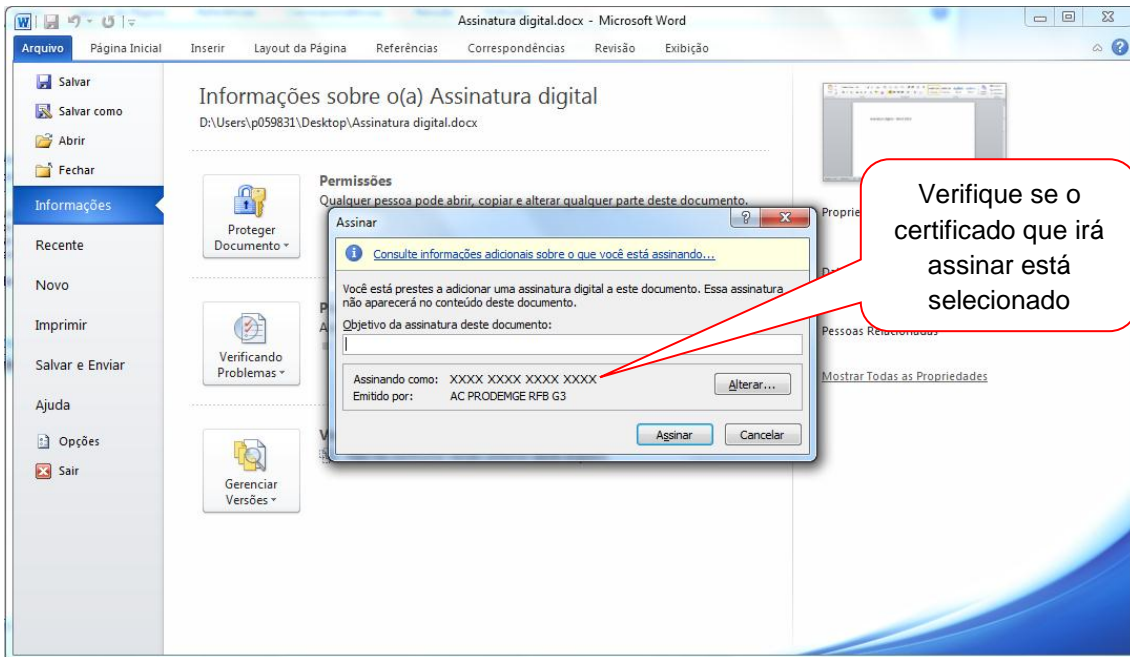 Assinatura digital.docx - Microsoft Word
Arquivo Página Inicial Inserir Layout da Página Referências Correspondências Revisão Exibição
Salvar
Salvar como
Abrir
Fechar
Informações
Recente
Novo
Imprimir
Salvar e Enviar
Ajuda
Opções
Sair
Informações sobre o(a) Assinatura digital
D:\Users\p059831\Desktop\Assinatura digital.docx
Proteger
Documento
Permissões
Qualquer pessoa pode abrir, copiar e alterar qualquer parte deste documento.
Verificando
Problemas
Gerenciar
Versões
Assinar
Consulte informações adicionais sobre o que você está assinando...
Você está prestes a adicionar uma assinatura digital a este documento. Essa assinatura
não aparecerá no conteúdo deste documento.
Objetivo da assinatura deste documento:
Assinando como: XXXX XXXX XXXX XXXX
Emitido por: AC PRODEMGE RFB G3
Alterar...
Assinar Cancelar
Verifique se o
certificado que irá
assinar está
selecionado
Proprie
Pessoas Relacionadas
Mostrar Todas as Propriedades